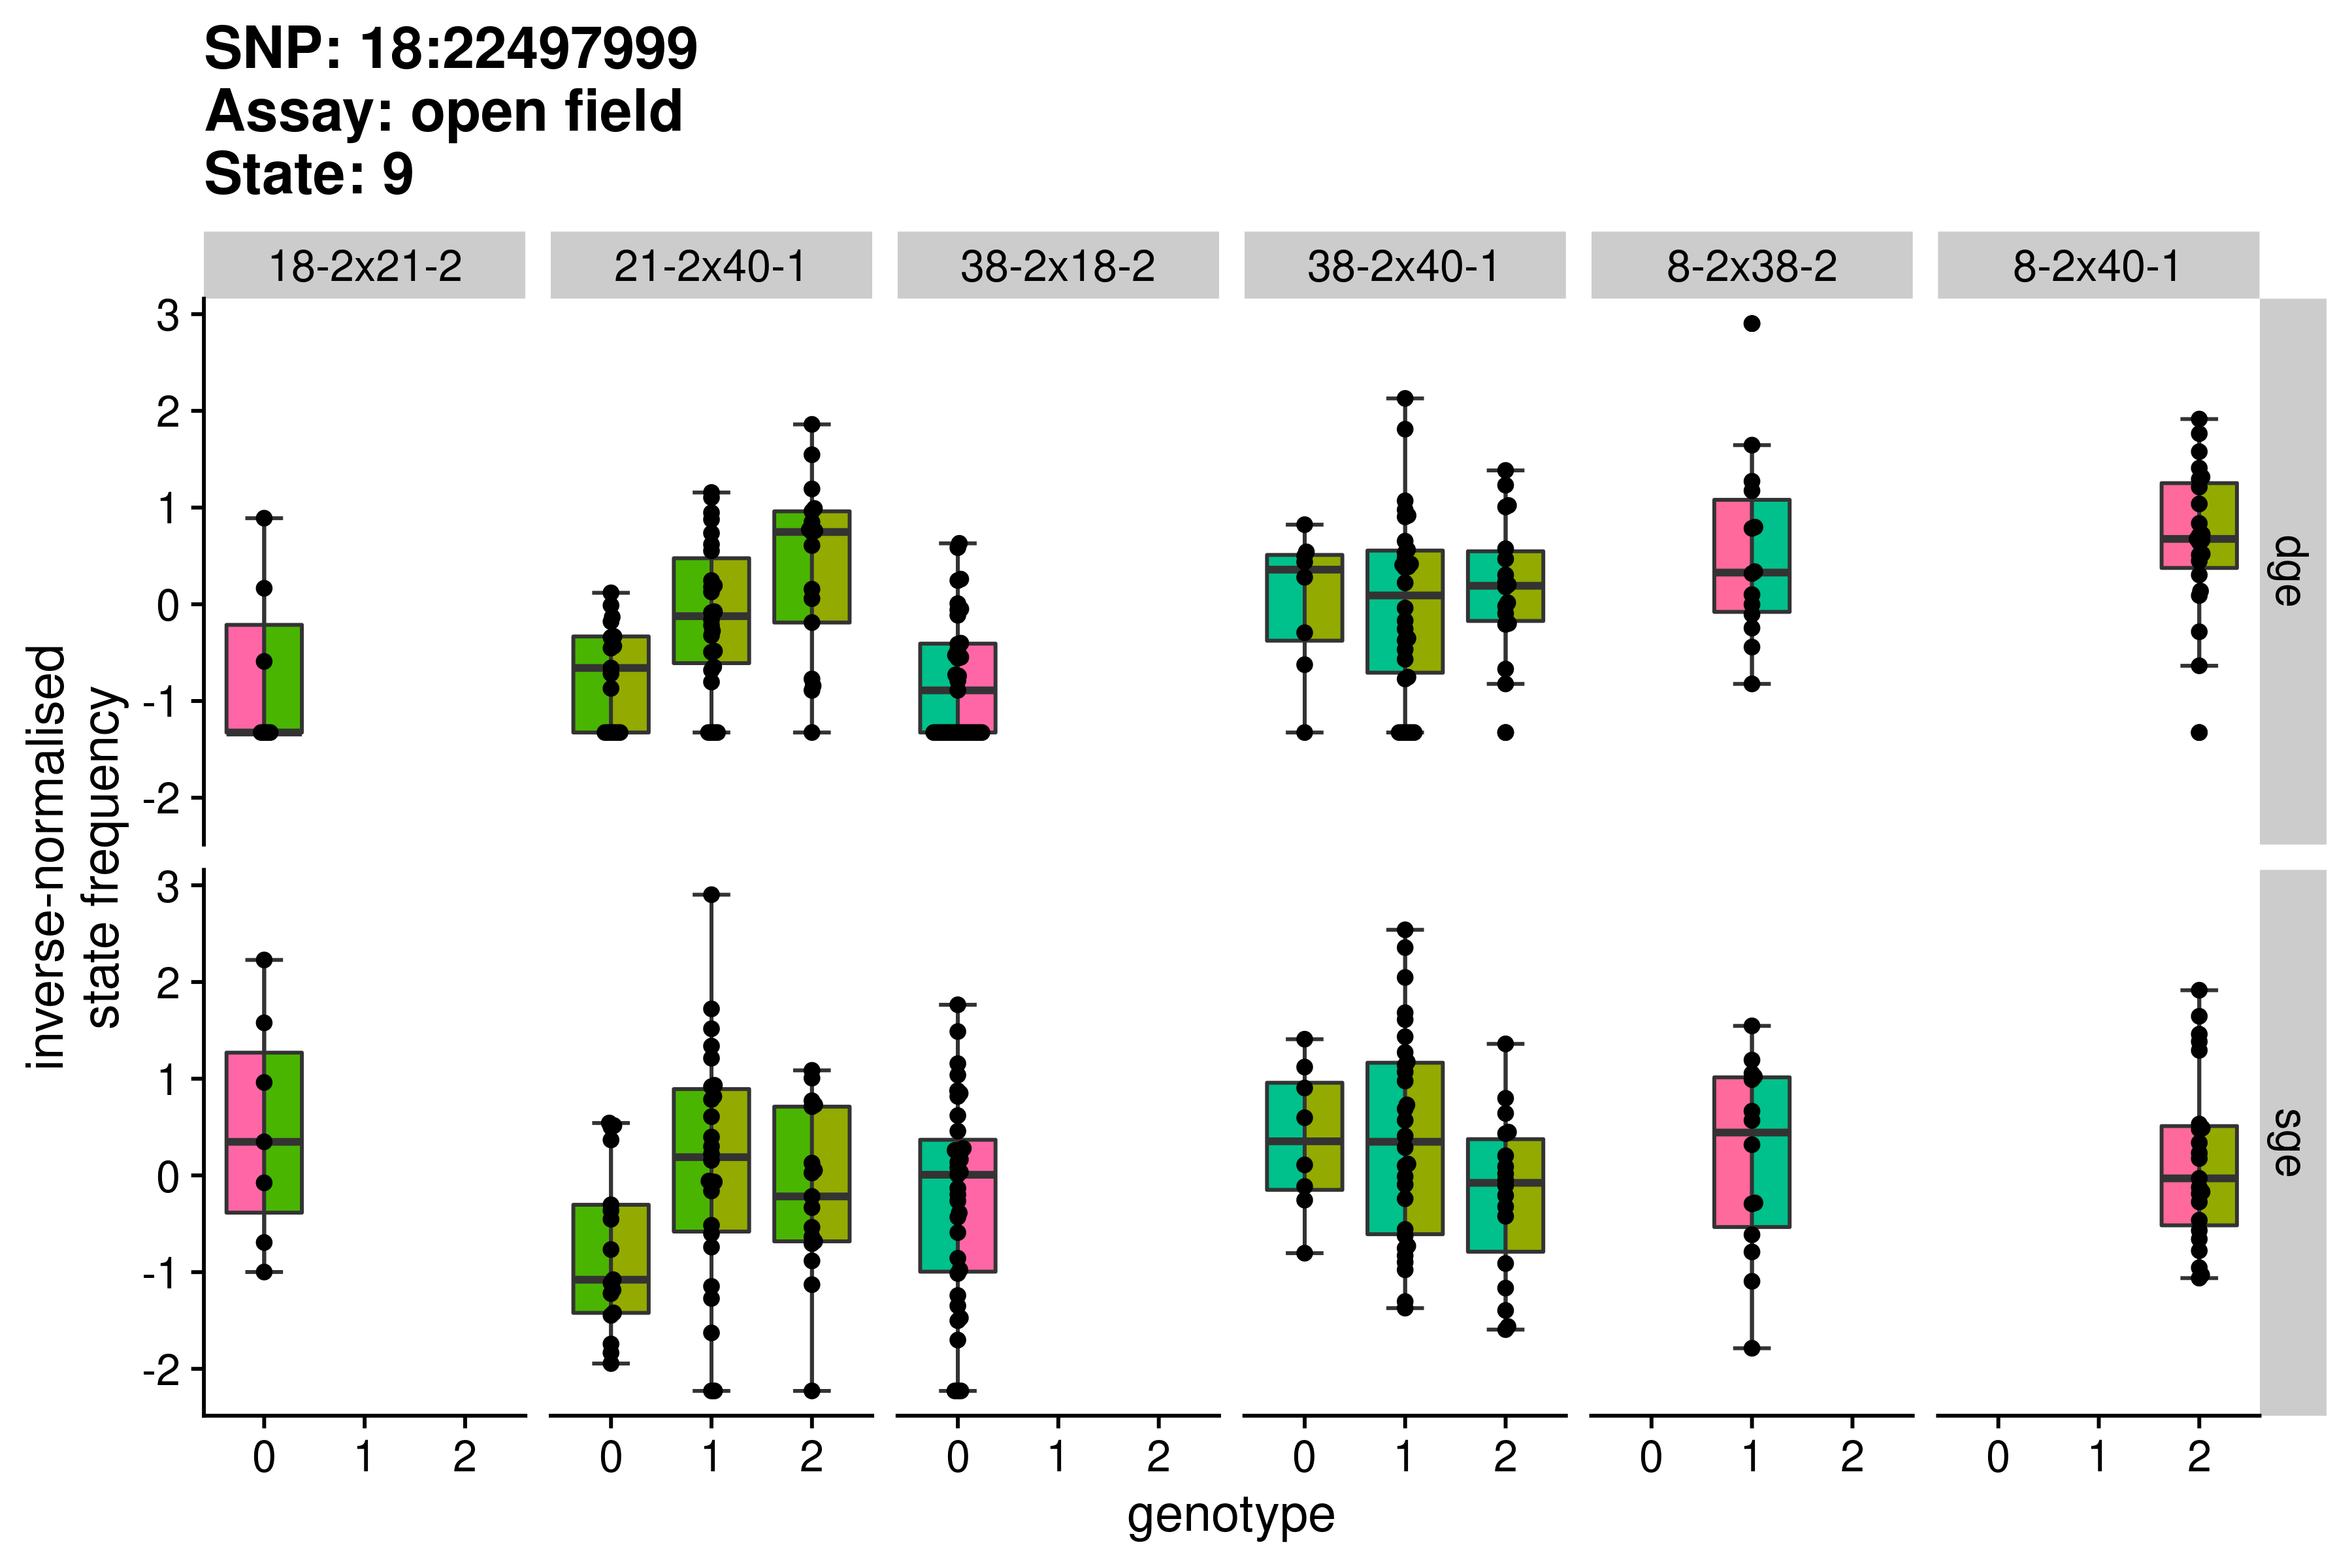 SNP: 18:22497999
Assay: open field
State: 9
18-2x21-2 21-2x40-1 38-2x18-2 38-2x40-1 8-2x38-2 8-2x40-1
3
2
1
0
-1
-2
dge
inverse-normalised
state frequency
3
2
1
0
-1
-2
sge
0 1 2 0 1 2 0 1 2 0 1 2 0 1 2 0 1 2
genotype